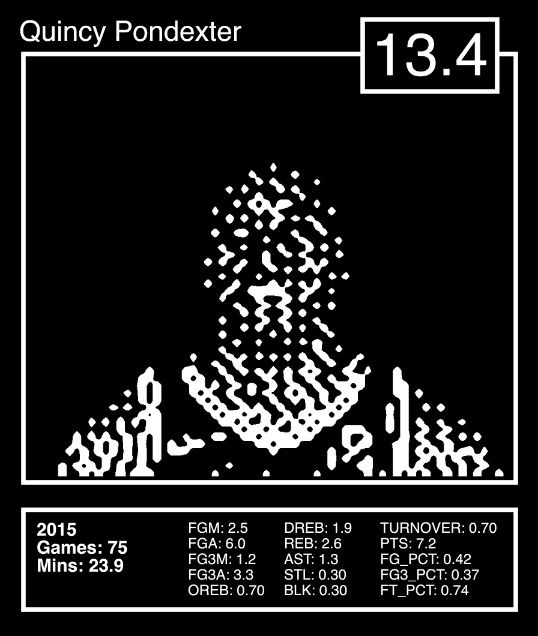 Quincy Pondexter
13.4
2015
Games: 75
Mins: 23.9
FGM: 2.5
FGA: 6.0
FG3M: 1.2
FG3A: 3.3
OREB: 0.70
DREB: 1.9
REB: 2.6
AST: 1.3
STL: 0.30
BLK: 0.30
TURNOVER: 0.70
PTS: 7.2
FG_PCT: 0.42
FG3_PCT: 0.37
FT_PCT: 0.74